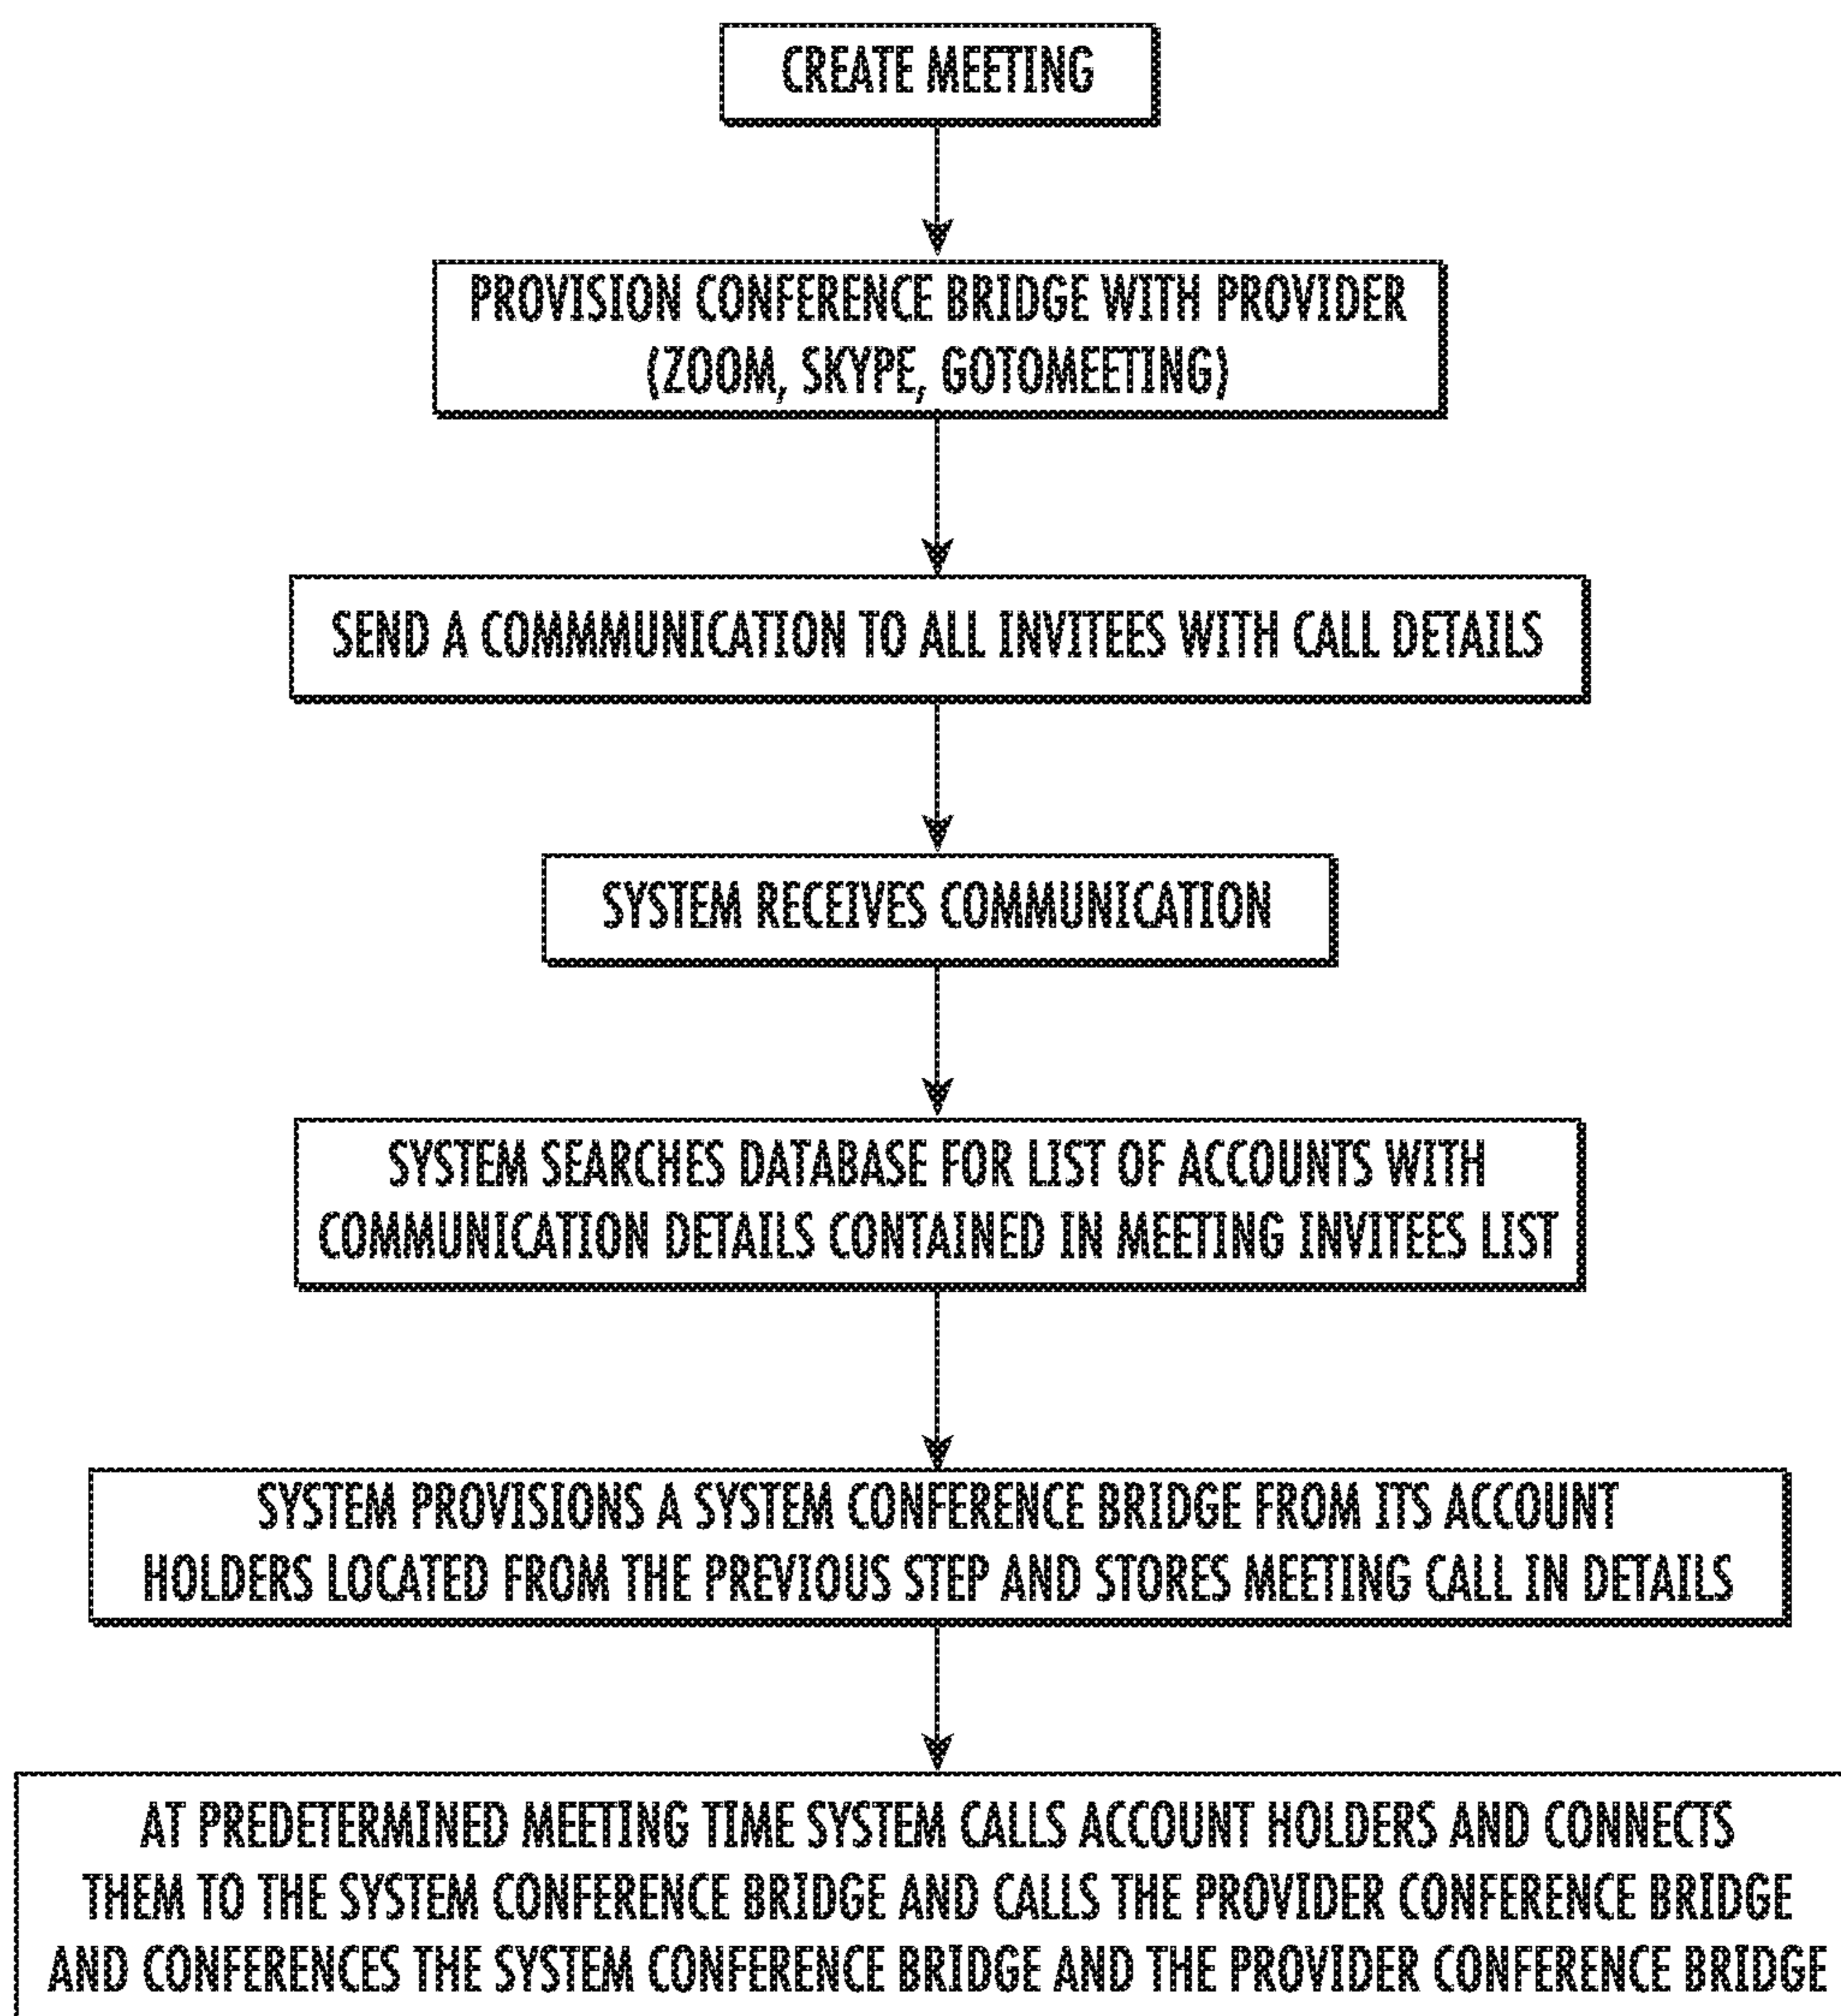 CREATE MEETING
PROVISION CONFERENCE BRIDGE WITH PROVIDER
(ZOOM, SKYPE, GOTOMEETING)
SEND A COMMMUNICATION TO ALL INVITEES WITH CALL DETAILS
SYSTEM RECEIVES COMMUNICATION
SYSTEM SEARCHES DATABASE FOR LIST OF ACCOUNTS WITH
COMMUNICATION DETAILS CONTAINED IN MEETING INVITEES LIST
SYSTEM PROVISIONS A SYSTEM CONFERENCE BRIDGE FROM ITS ACCOUNT
HOLDERS LOCATED FROM THE PREVIOUS STEP AND STORES MEETING CALL IN DETAILS
AT PREDETERMINED MEETING TIME SYSTEM CALLS ACCOUNT HOLDERS AND CONNECTS
THEM TO THE SYSTEM CONFERENCE BRIDGE AND CALLS THE PROVIDER CONFERENCE BRIDGE
AND CONFERENCES THE SYSTEM CONFERENCE BRIDGE AND THE PROVIDER CONFERENCE BRIDGE